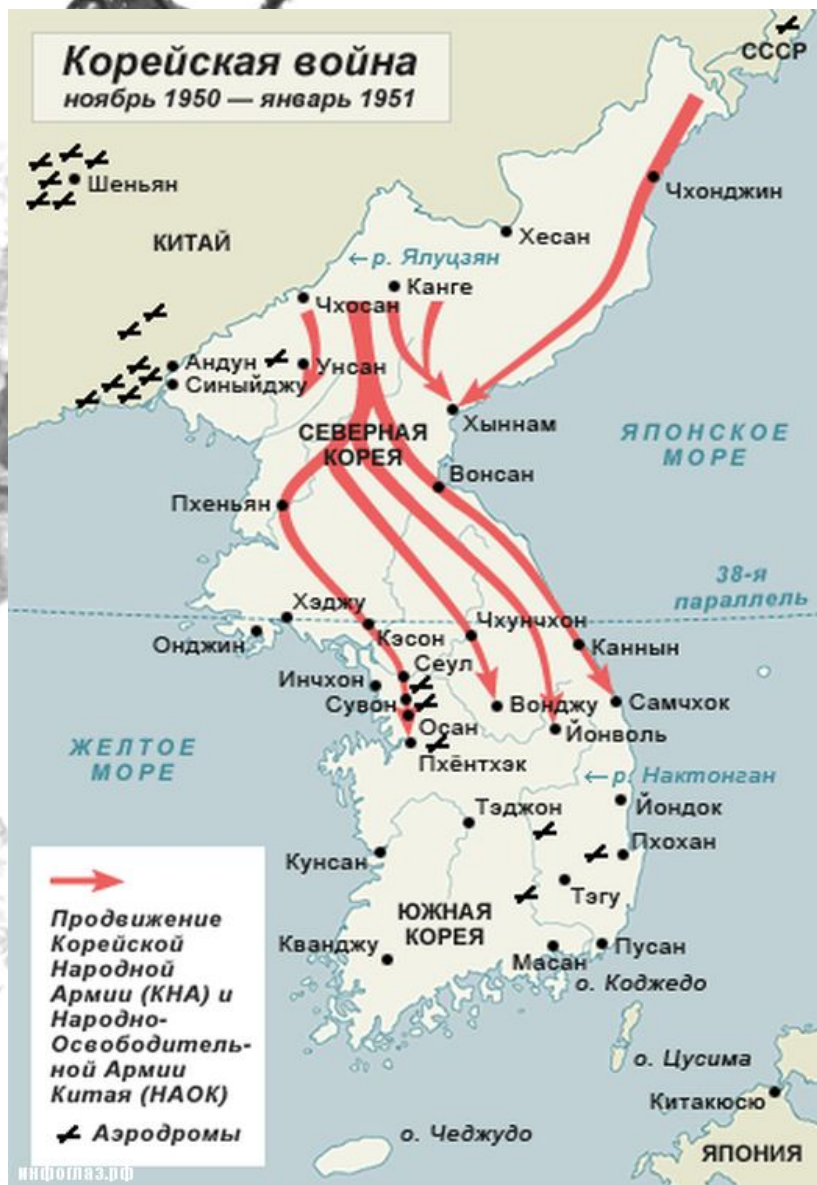 Корейская война
ноябрь 1950 — январь 1951
СССР
Шеньян
Чхонджин
КИТАЙ
Хесан
← р. Ялуцзян
Канге
Чхосан
Андун
Унсан
Синыйджу
Хыннам
СЕВЕРНАЯ
КОРЕЯ
ЯПОНСКОЕ
МОРЕ
Вонсан
Пхеньян
38-я
параллель
Хэджу
Чхунчхон
Кэсон
Онджин
Каннын
Сеул
Инчхон
Сувон
Вонджу
Самчхок
Осан
Йонволь
ЖЕЛТОЕ
МОРЕ
Пхёнтхэк
← р. Нактонган
Тэджон
Йондок
Пхохан
Кунсан
Тэгу
ЮЖНАЯ
КОРЕЯ
Кванджу
Масан
Пусан
о. Коджедо
Продвижение
Корейской
Народной
Армии (КНА) и
Народно-
Освободитель-
ной Армии
Китая (НАОК)
Аэродромы
о. Цусима
Китакюсю
о. Чеджудо
ЯПОНИЯ
инфоглаз.рф